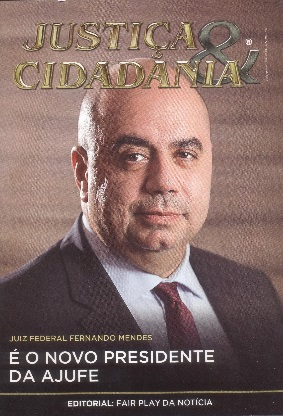 JUSTIÇA &
CIDADANIA
JUIZ FEDERAL FERNANDO MENDES
É O NOVO PRESIDENTE
DA AJUFE
EDITORIAL: FAIR PLAY DA NOTÍCIA